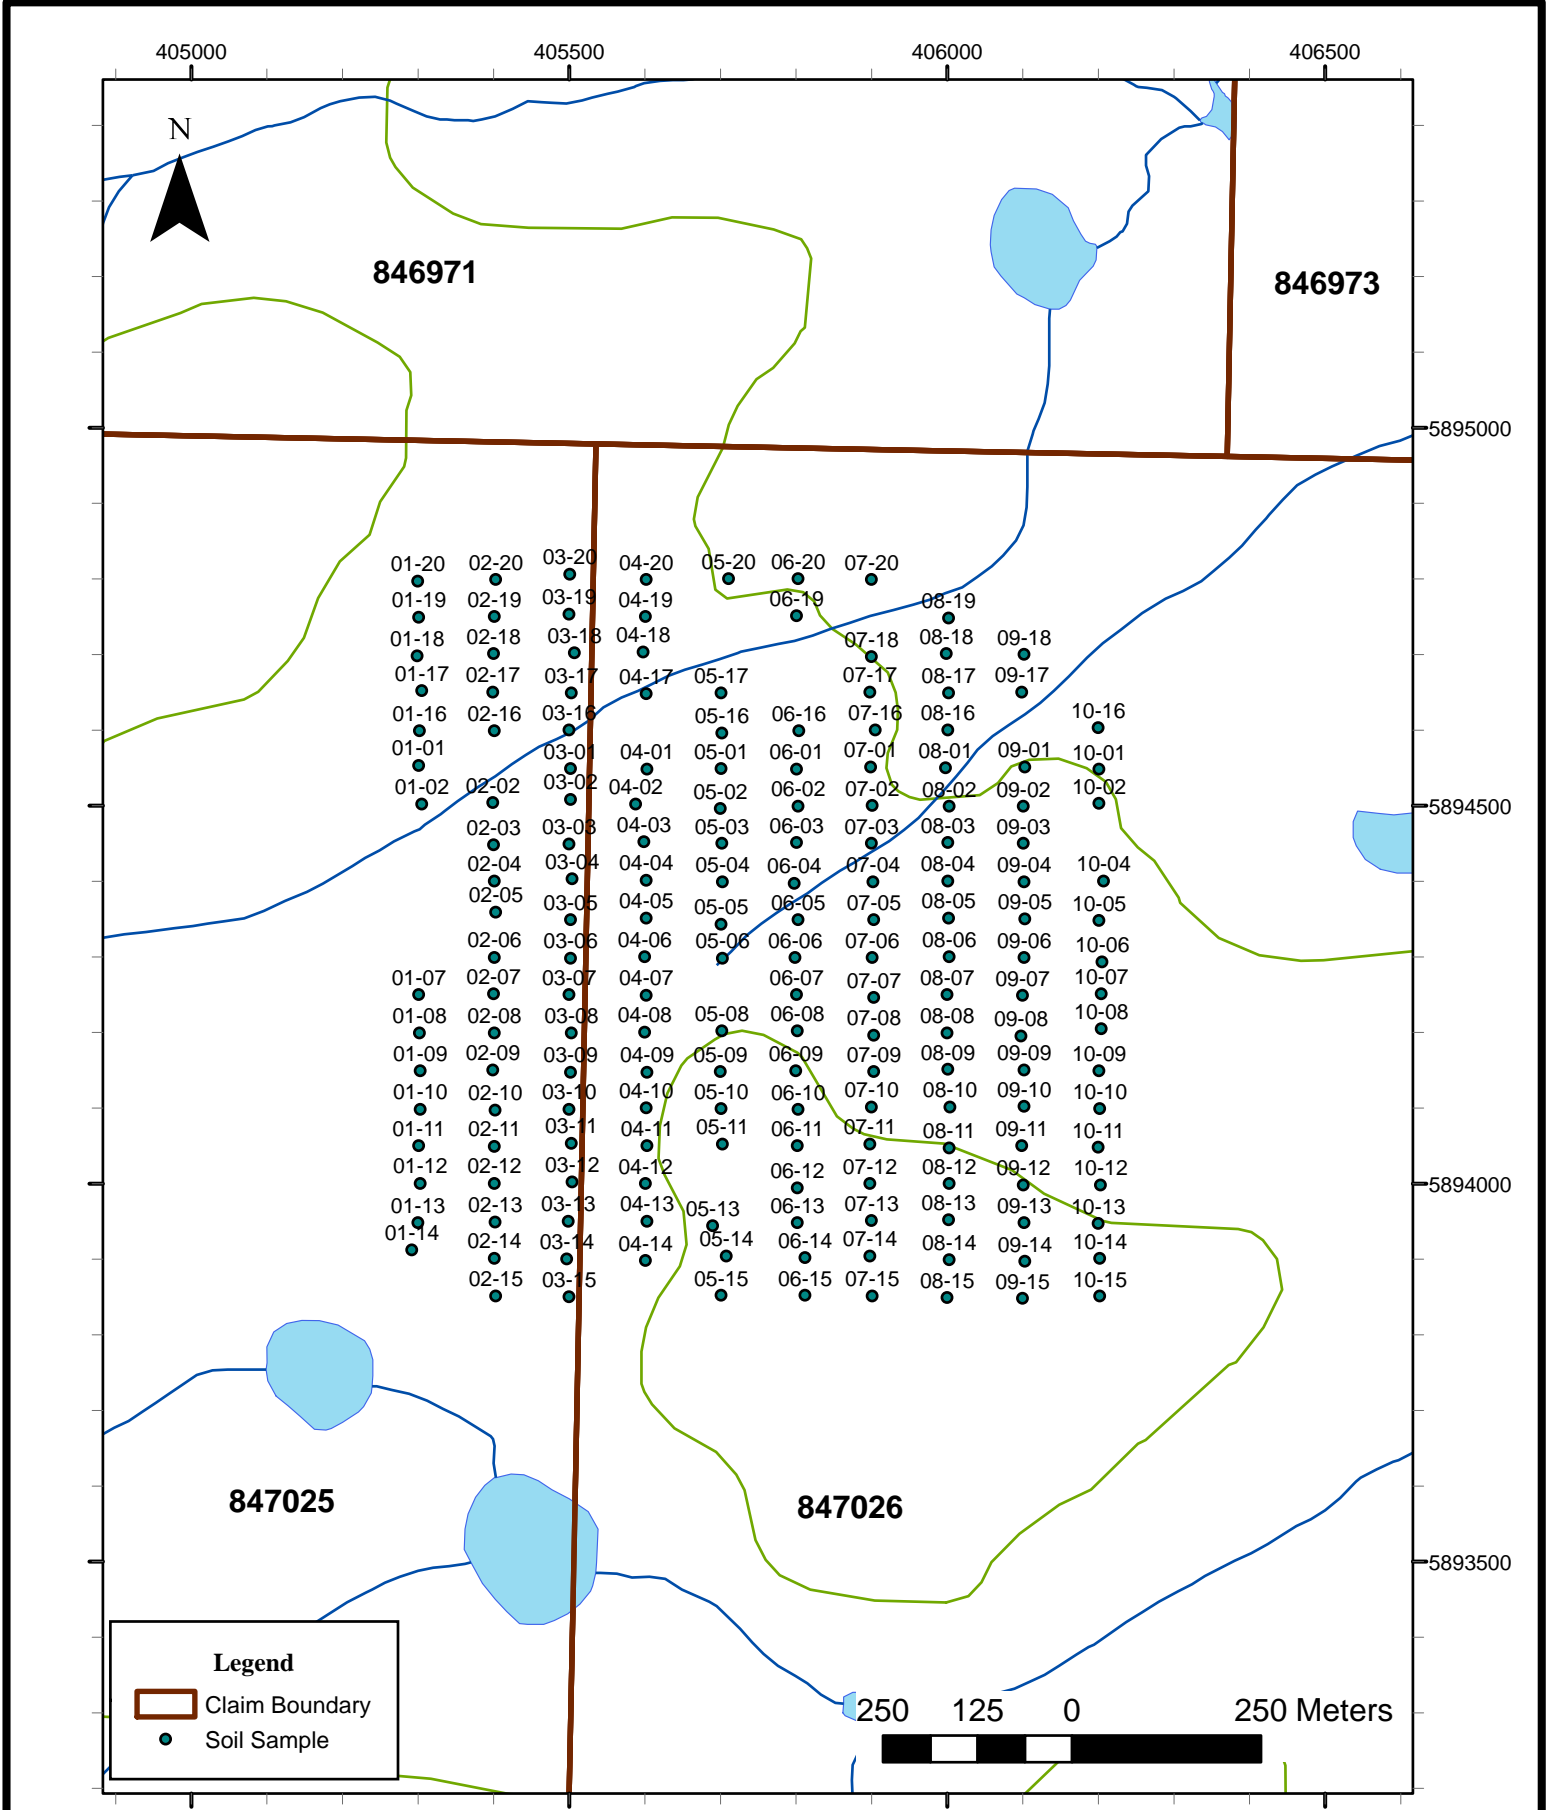 405000 405500 406000 406500
N
846971 846973
5895000
01-20 02-20 03-20 04-20 05-20 06-20 07-20
01-19 02-19 03-19 04-19 06-19 08-19
01-18 02-18 03-18 04-18 07-18 08-18 09-18
01-17 02-17 03-17 04-17 05-17 07-17 08-17 09-17
01-16 02-16 03-16 05-16 06-16 07-16 08-16 10-16
01-01 03-01 04-01 05-01 06-01 07-01 08-01 09-01 10-01
01-02 02-02 03-02 04-02 05-02 06-02 07-02 08-02 09-02 10-02
5894500
02-03 03-03 04-03 05-03 06-03 07-03 08-03 09-03
02-04 03-04 04-04 05-04 06-04 07-04 08-04 09-04 10-04
02-05 03-05 04-05 05-05 06-05 07-05 08-05 09-05 10-05
02-06 03-06 04-06 05-06 06-06 07-06 08-06 09-06 10-06
01-07 02-07 03-07 04-07 06-07 07-07 08-07 09-07 10-07
01-08 02-08 03-08 04-08 05-08 06-08 07-08 08-08 09-08 10-08
01-09 02-09 03-09 04-09 05-09 06-09 07-09 08-09 09-09 10-09
01-10 02-10 03-10 04-10 05-10 06-10 07-10 08-10 09-10 10-10
01-11 02-11 03-11 04-11 05-11 06-11 07-11 08-11 09-11 10-11
01-12 02-12 03-12 04-12 06-12 07-12 08-12 09-12 10-12
5894000
01-13 02-13 03-13 04-13 05-13 06-13 07-13 08-13 09-13 10-13
01-14 02-14 03-14 04-14 05-14 06-14 07-14 08-14 09-14 10-14
02-15 03-15 05-15 06-15 07-15 08-15 09-15 10-15
847025 847026
5893500
Legend
Claim Boundary
Soil Sample
250 125 0 250 Meters